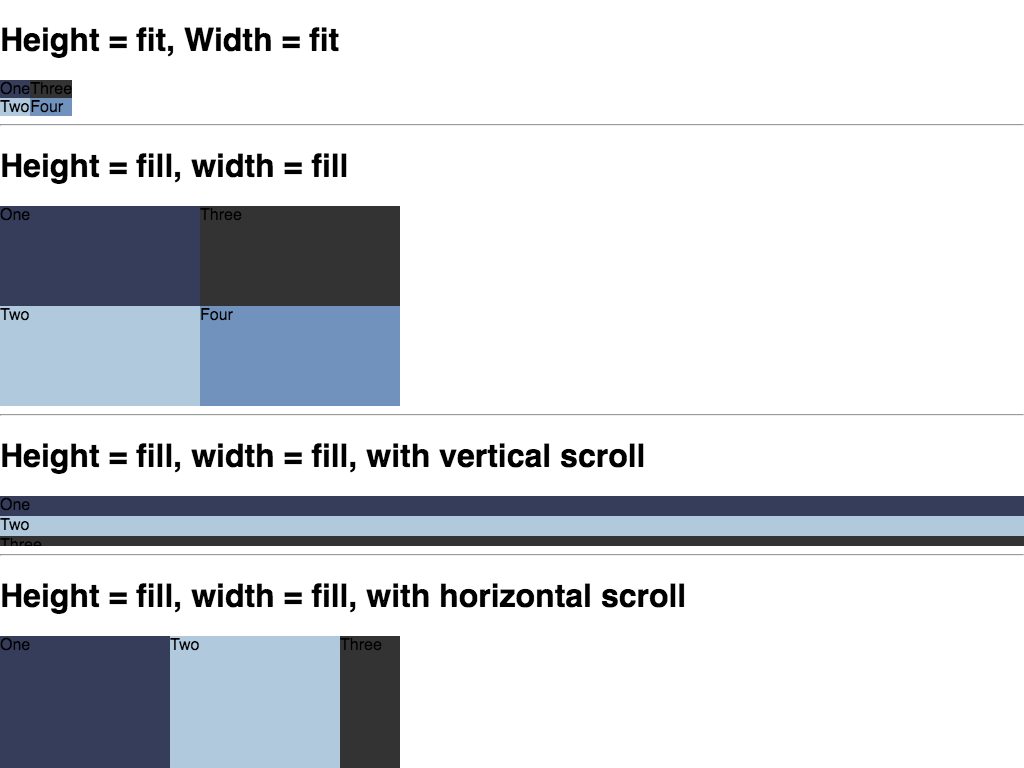 Height = fit, Width = fit
One Three
Two Four
Height = fill, width = fill
One Three
Two Four
Height = fill, width = fill, with vertical scroll
One
Two
Three
Height = fill, width = fill, with horizontal scroll
One Two Three